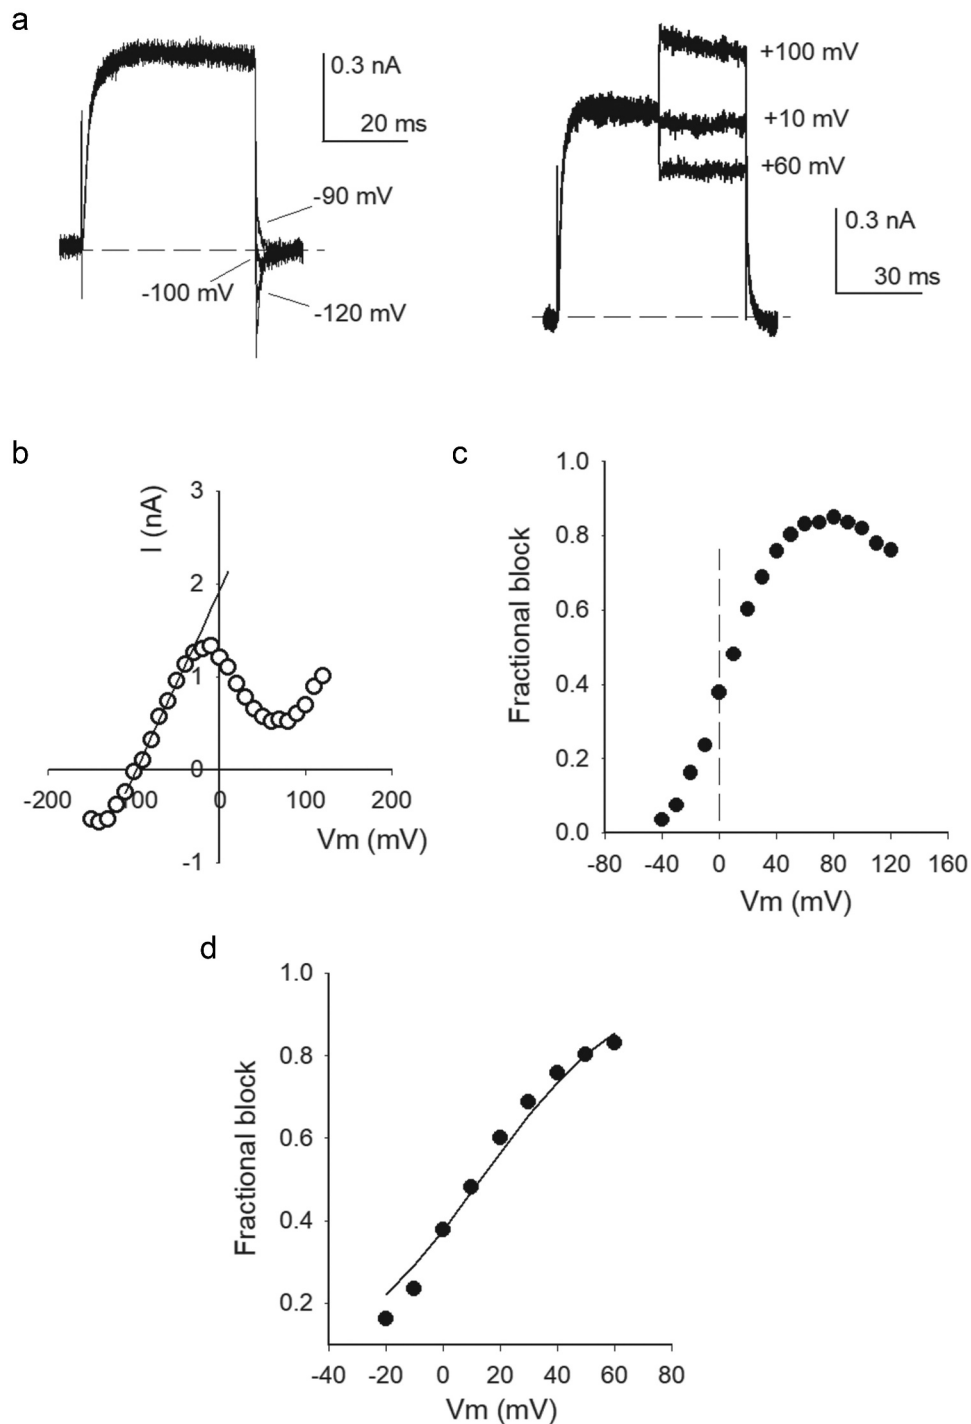 a
0.3 nA
20 ms
-90 mV
-100 mV
-120 mV
+100 mV
+10 mV
+60 mV
0.3 nA
30 ms
b
I (nA)
3
2
1
0
-1
-200 -100 0 100 200
Vm (mV)
c
Fractional block
1.0
0.8
0.6
0.4
0.2
0.0
-80 -40 0 40 80 120 160
Vm (mV)
d
Fractional block
1.0
0.8
0.6
0.4
0.2
-40 -20 0 20 40 60 80
Vm (mV)